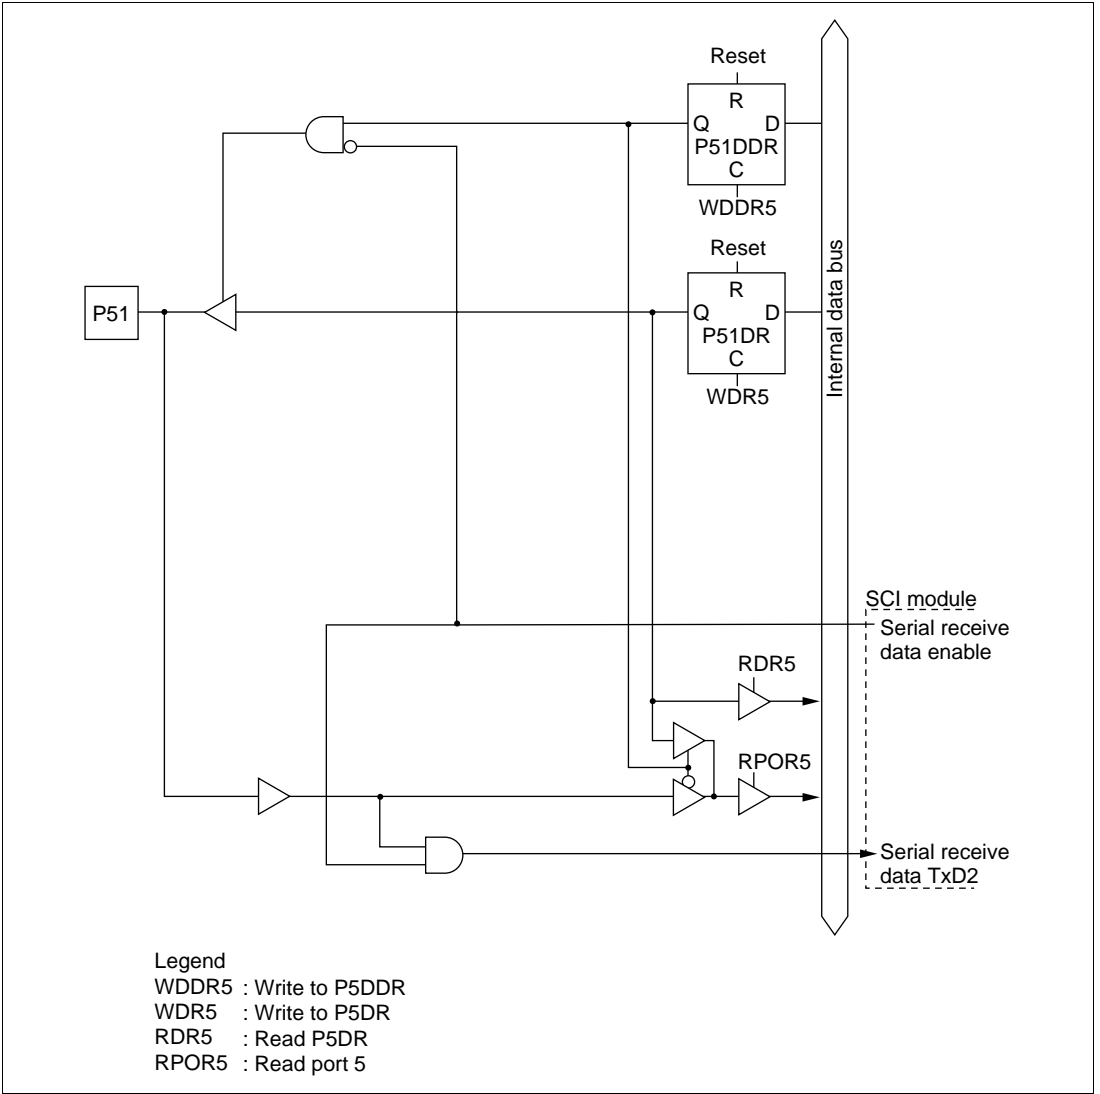 Reset
R
Q D
P51DDR
C
WDDR5
Reset
R
P51
Q D
P51DR
C
WDR5
Internal data bus
SCI module
Serial receive
data enable
RDR5
RPOR5
Serial receive
data TxD2
Legend
WDDR5 : Write to P5DDR
WDR5 : Write to P5DR
RDR5 : Read P5DR
RPOR5 : Read port 5